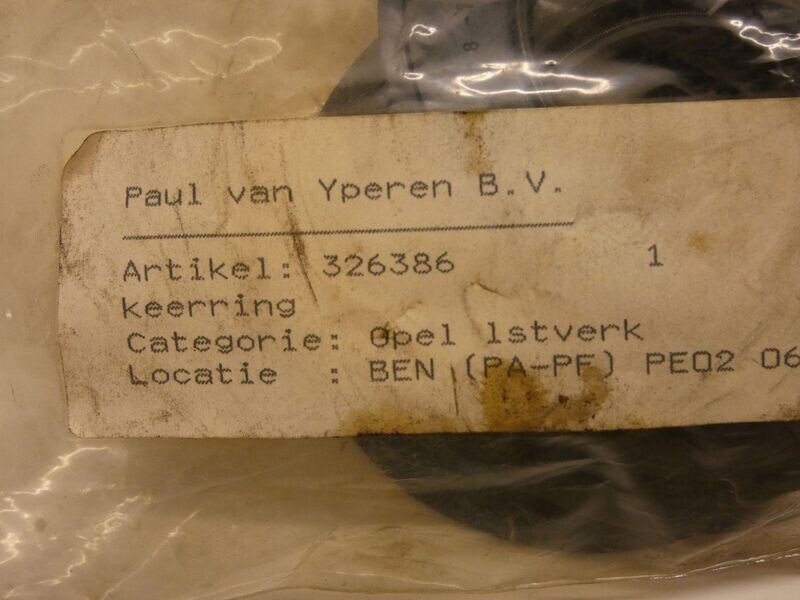 Paul van Yperen B.V.
Artikel: 326386 1
keerring
Categorie: Opel lstverk
Locatie : BEN (PA-PF) PE02 06